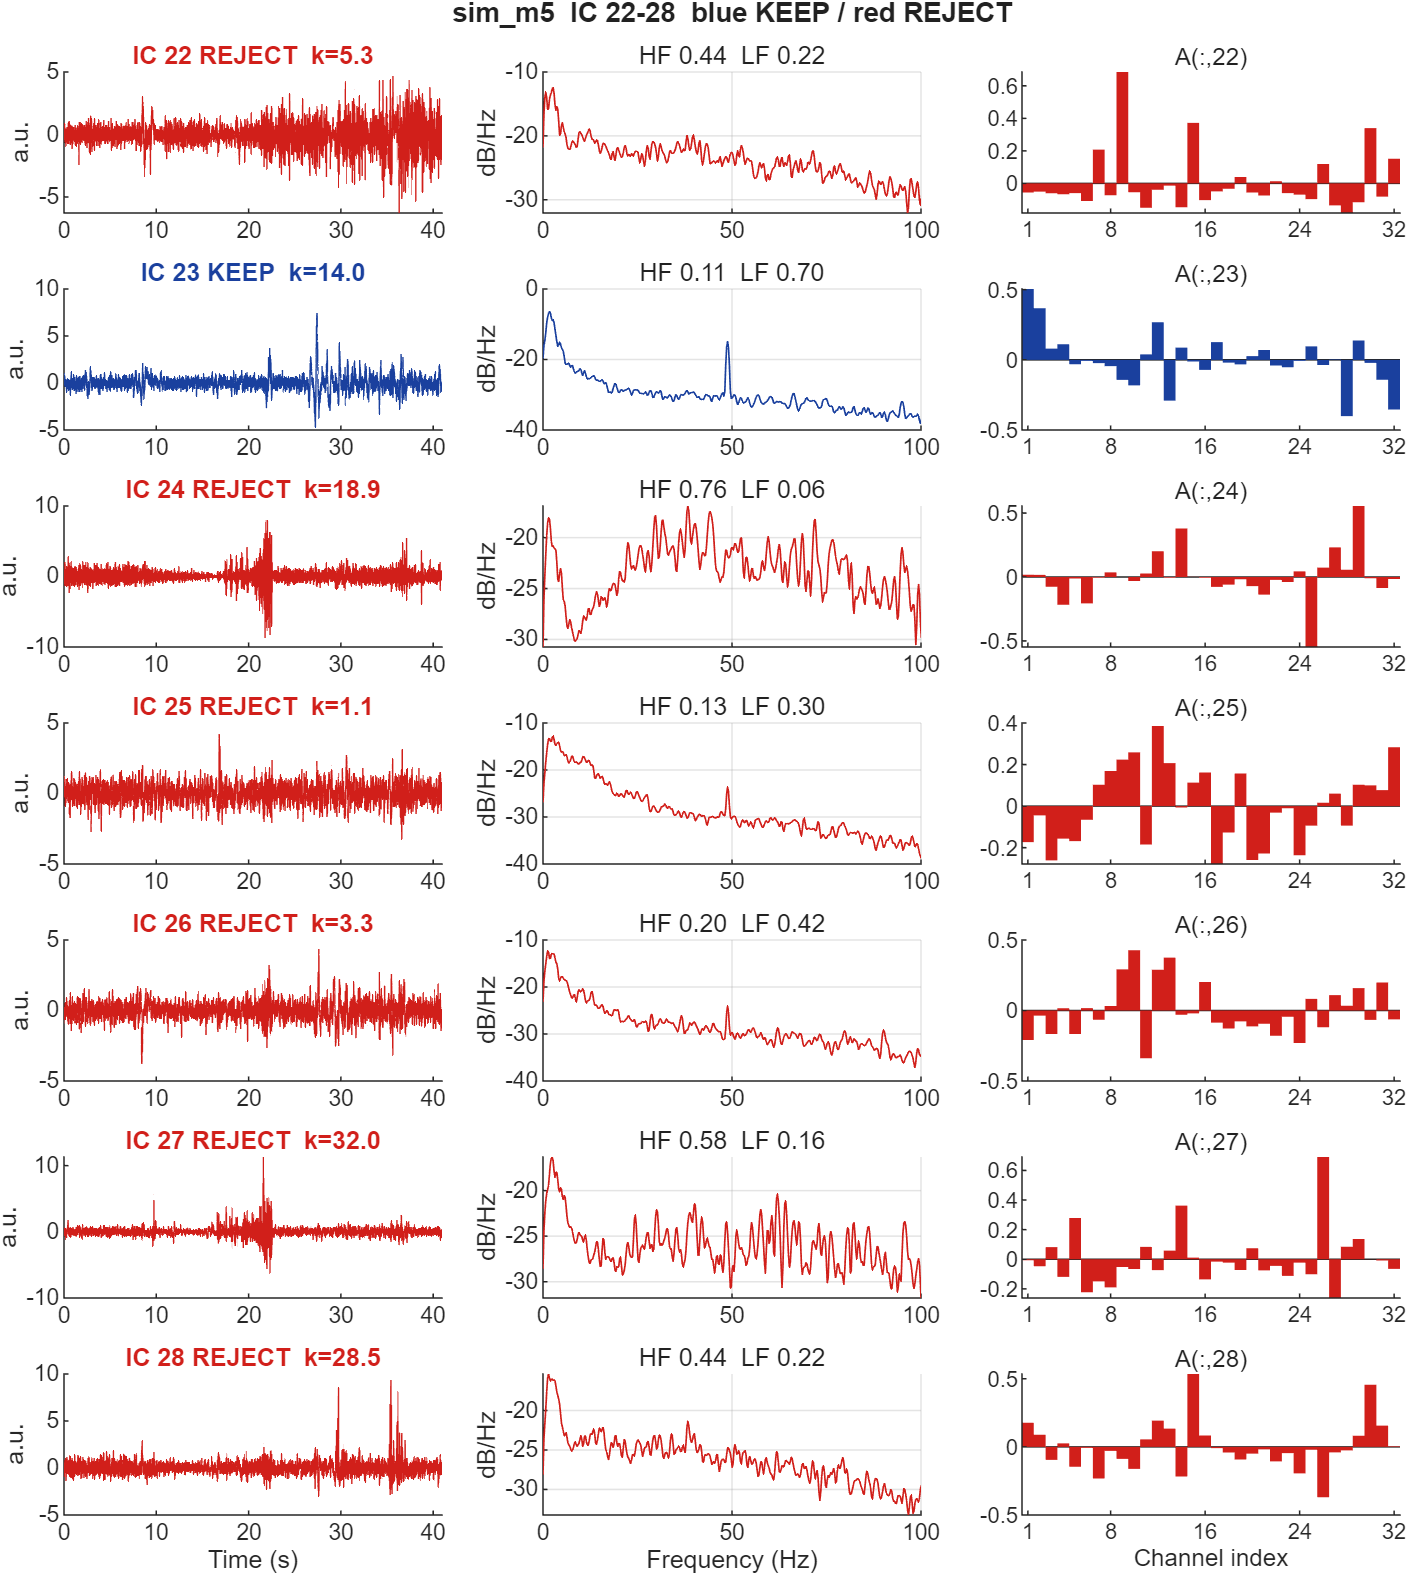 sim_m5  IC 22-28  blue KEEP / red REJECT
IC 22 REJECT  k=5.3
HF 0.44  LF 0.22
A(:,22)
5
0
-5
a.u.
0 10 20 30 40
-10
-20
-30
dB/Hz
0 50 100
0.6
0.4
0.2
0
1 8 16 24 32
IC 23 KEEP  k=14.0
HF 0.11  LF 0.70
A(:,23)
10
5
0
-5
a.u.
0 10 20 30 40
0
-20
-40
dB/Hz
0 50 100
0.5
0
-0.5
1 8 16 24 32
IC 24 REJECT  k=18.9
HF 0.76  LF 0.06
A(:,24)
10
0
-10
a.u.
0 10 20 30 40
-20
-25
-30
dB/Hz
0 50 100
0.5
0
-0.5
1 8 16 24 32
IC 25 REJECT  k=1.1
HF 0.13  LF 0.30
A(:,25)
5
0
-5
a.u.
0 10 20 30 40
-10
-20
-30
-40
dB/Hz
0 50 100
0.4
0.2
0
-0.2
1 8 16 24 32
IC 26 REJECT  k=3.3
HF 0.20  LF 0.42
A(:,26)
5
0
-5
a.u.
0 10 20 30 40
-10
-20
-30
-40
dB/Hz
0 50 100
0.5
0
-0.5
1 8 16 24 32
IC 27 REJECT  k=32.0
HF 0.58  LF 0.16
A(:,27)
10
0
-10
a.u.
0 10 20 30 40
-20
-25
-30
dB/Hz
0 50 100
0.6
0.4
0.2
0
-0.2
1 8 16 24 32
IC 28 REJECT  k=28.5
HF 0.44  LF 0.22
A(:,28)
10
5
0
-5
a.u.
0 10 20 30 40
Time (s)
-20
-25
-30
dB/Hz
0 50 100
Frequency (Hz)
0.5
0
-0.5
1 8 16 24 32
Channel index